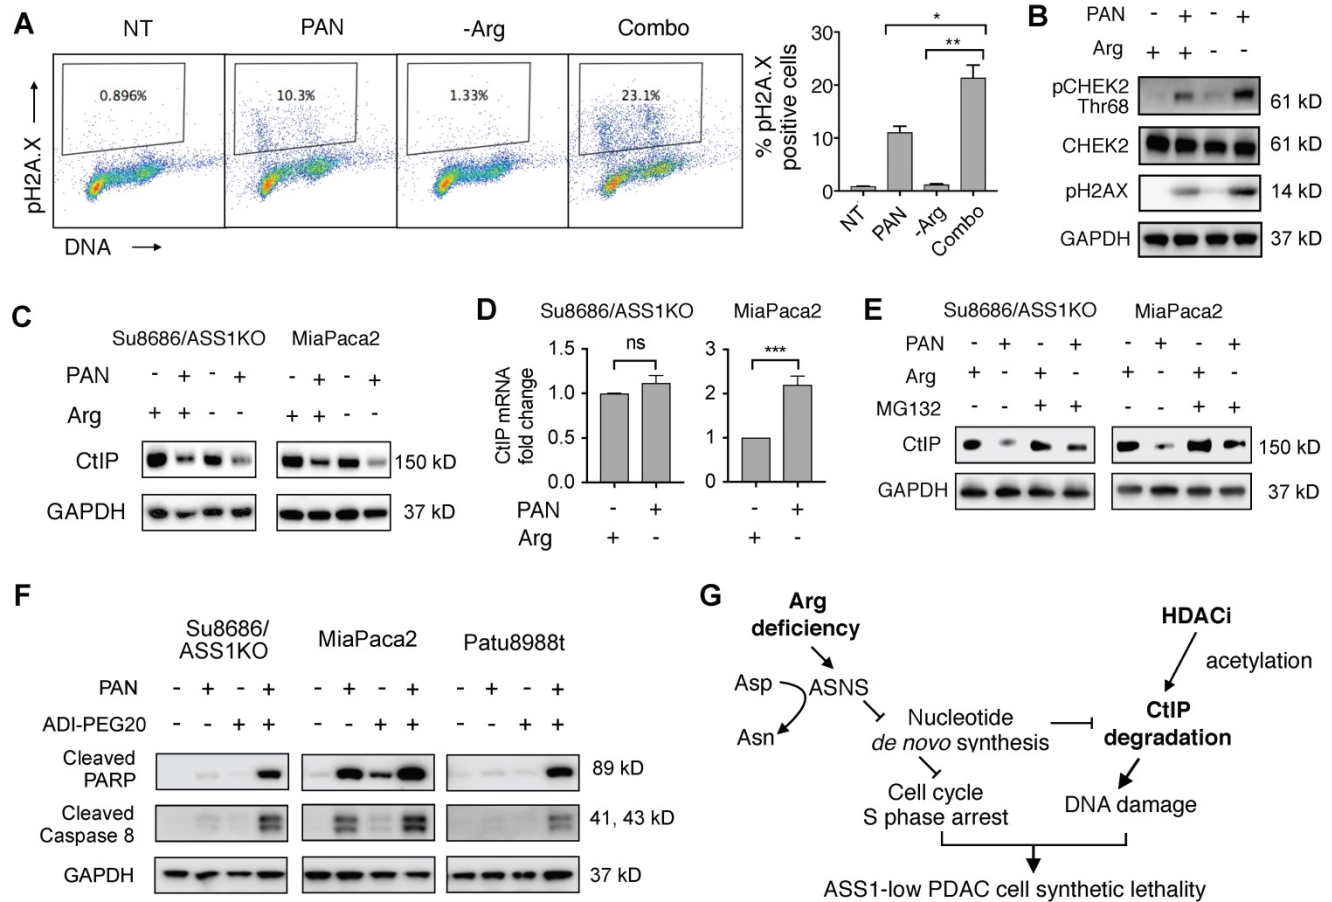 A
NT PAN -Arg Combo
0.896% 10.3% 1.33% 23.1%
pH2A.X
DNA
% pH2A.X
positive cells
30
20
10
0
* **
NT PAN -Arg Combo
B
PAN - + - +
Arg + + - -
pCHEK2
Thr68 61 kD
CHEK2 61 kD
pH2AX 14 kD
GAPDH 37 kD
C
Su8686/ASS1KO MiaPaca2
PAN - + - + - + - +
Arg + + - - + + - -
CtIP 150 kD
GAPDH 37 kD
D
Su8686/ASS1KO MiaPaca2
CtIP mRNA
fold change
1.5
1.0
0.5
0.0
ns
3
2
1
0
***
PAN - + - +
Arg + - + -
E
Su8686/ASS1KO MiaPaca2
PAN - + - + - + - +
Arg + - + - + - + -
MG132 - - + + - - + +
CtIP 150 kD
GAPDH 37 kD
F
Su8686/
ASS1KO
MiaPaca2 Patu8988t
PAN - + - + - + - + - + - +
ADI-PEG20 - - + + - - + + - - + +
Cleaved
PARP 89 kD
Cleaved
Caspase 8 41, 43 kD
GAPDH 37 kD
G
Arg
deficiency
HDACi
acetylation
Asp ASNS
Asn
Nucleotide
de novo synthesis
CtIP
degradation
Cell cycle
S phase arrest
DNA damage
ASS1-low PDAC cell synthetic lethality